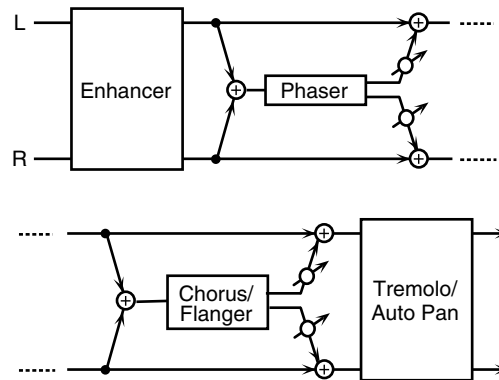 L
Enhancer
Phaser
R
Chorus/
Flanger
Tremolo/
Auto Pan